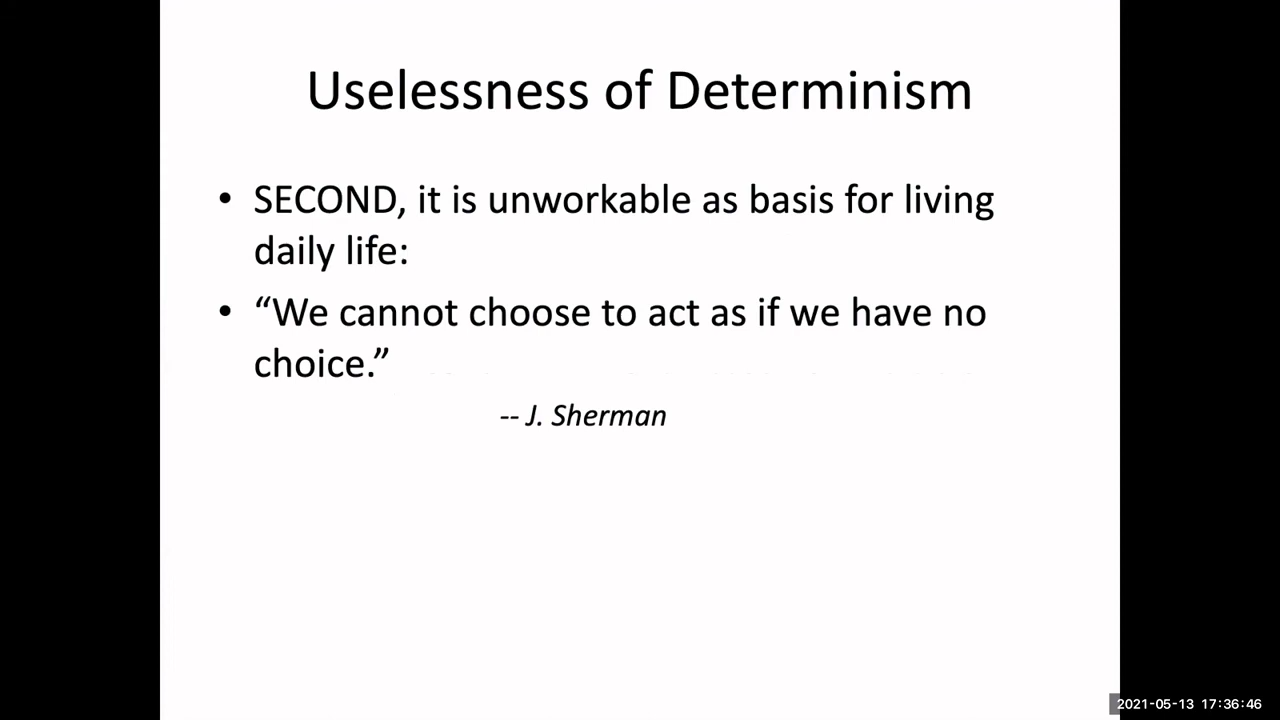 Uselessness of Determinism
• SECOND, it is unworkable as basis for living
daily life:
• “We cannot choose to act as if we have no
choice.”
-- J. Sherman
2021-05-13 17:36:46